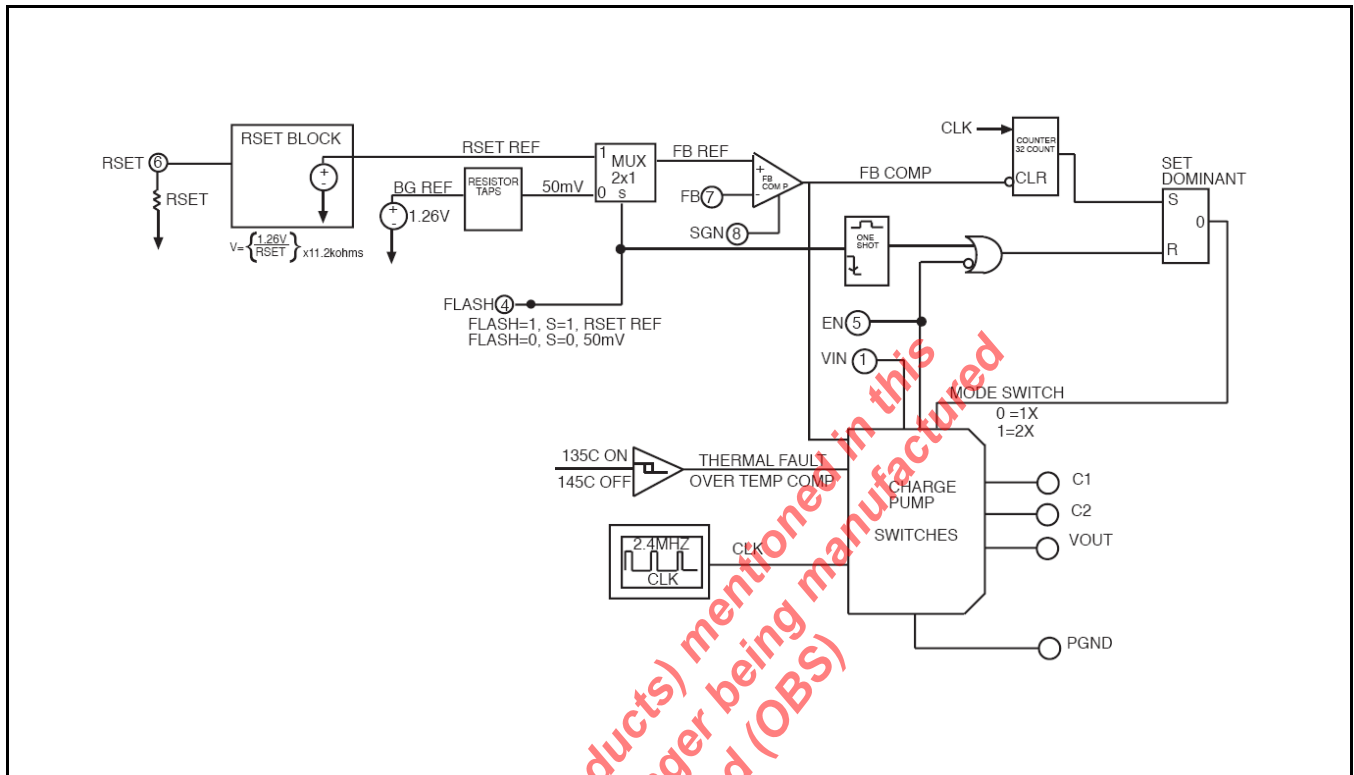 RSET BLOCK
RSET 6
RSET
+
-
V= {1.26V / RSET} x11.2kohms
RSET REF
BG REF
+
-
1.26V
RESISTOR
TAPS
50mV
1
MUX
2x1
0
S
FB REF
+
FB
COM P
-
FB 7
SGN 8
FB COMP
CLK
COUNTER
32 COUNT
CLR
SET
DOMINANT
S
0
R
ONE
SHOT
FLASH 4
FLASH=1, S=1, RSET REF
FLASH=0, S=0, 50mV
EN 5
VIN 1
MODE SWITCH
0 =1X
1=2X
135C ON
145C OFF
THERMAL FAULT
OVER TEMP COMP
CHARGE
PUMP
SWITCHES
C1
C2
VOUT
PGND
2.4MHZ
CLK
CLK
ducts) mentioned in this
ger being manufactured
d (OBS)